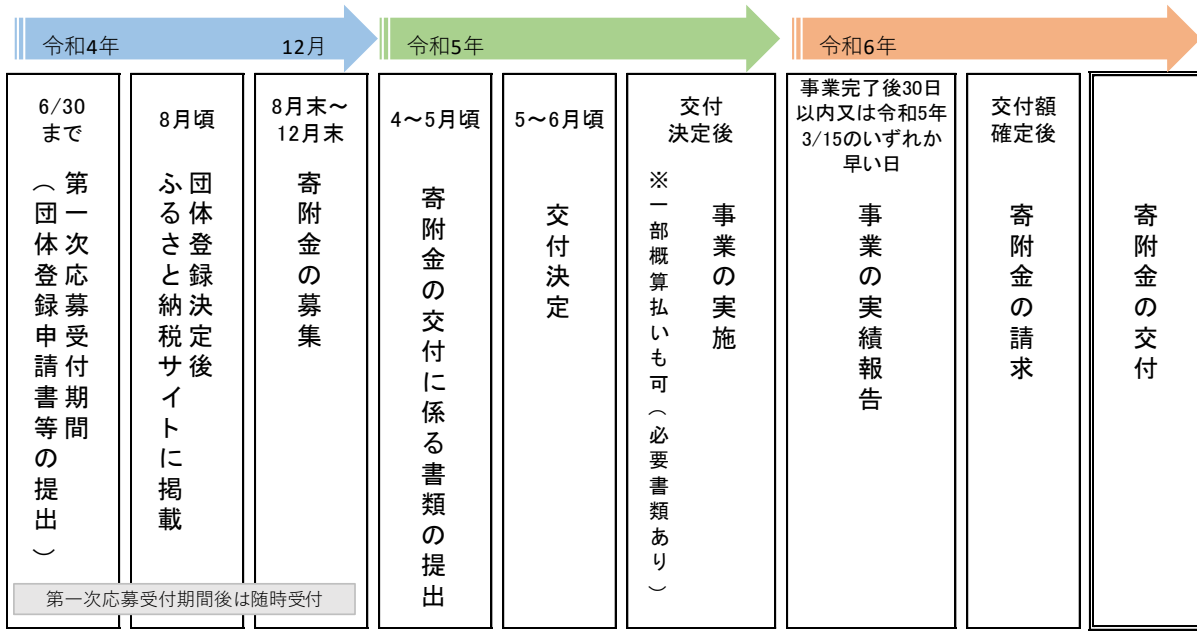 令和4年
12月
令和5年
令和6年
6/30
まで
第一次応募受付期間
（団体登録申請書等の提出）
8月頃
団体登録決定後
ふるさと納税サイトに掲載
8月末～
12月末
寄附金の募集
第一次応募受付期間後は随時受付
4～5月頃
寄附金の交付に係る書類の提出
5～6月頃
交付決定
交付
決定後
事業の実施
※一部概算払いも可（必要書類あり）
事業完了後30日
以内又は令和5年
3/15のいずれか
早い日
事業の実績報告
交付額
確定後
寄附金の請求
寄附金の交付